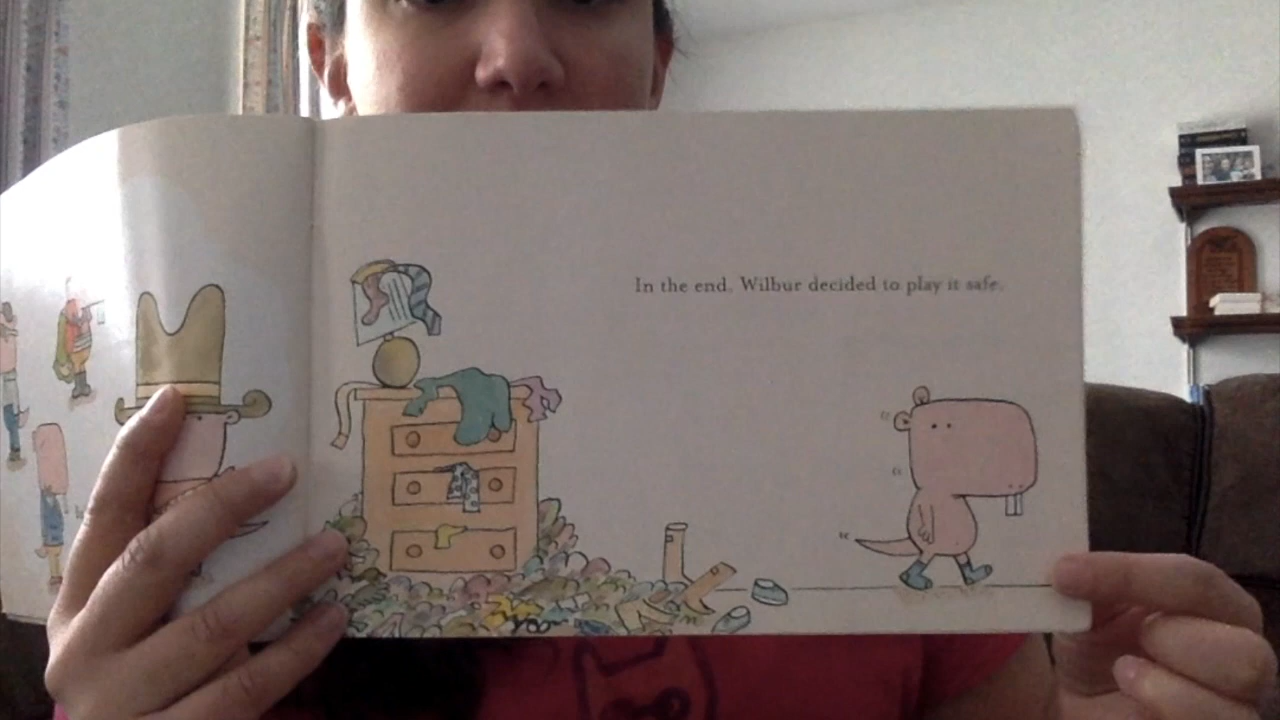 In the end, Wilbur decided to play it safe.